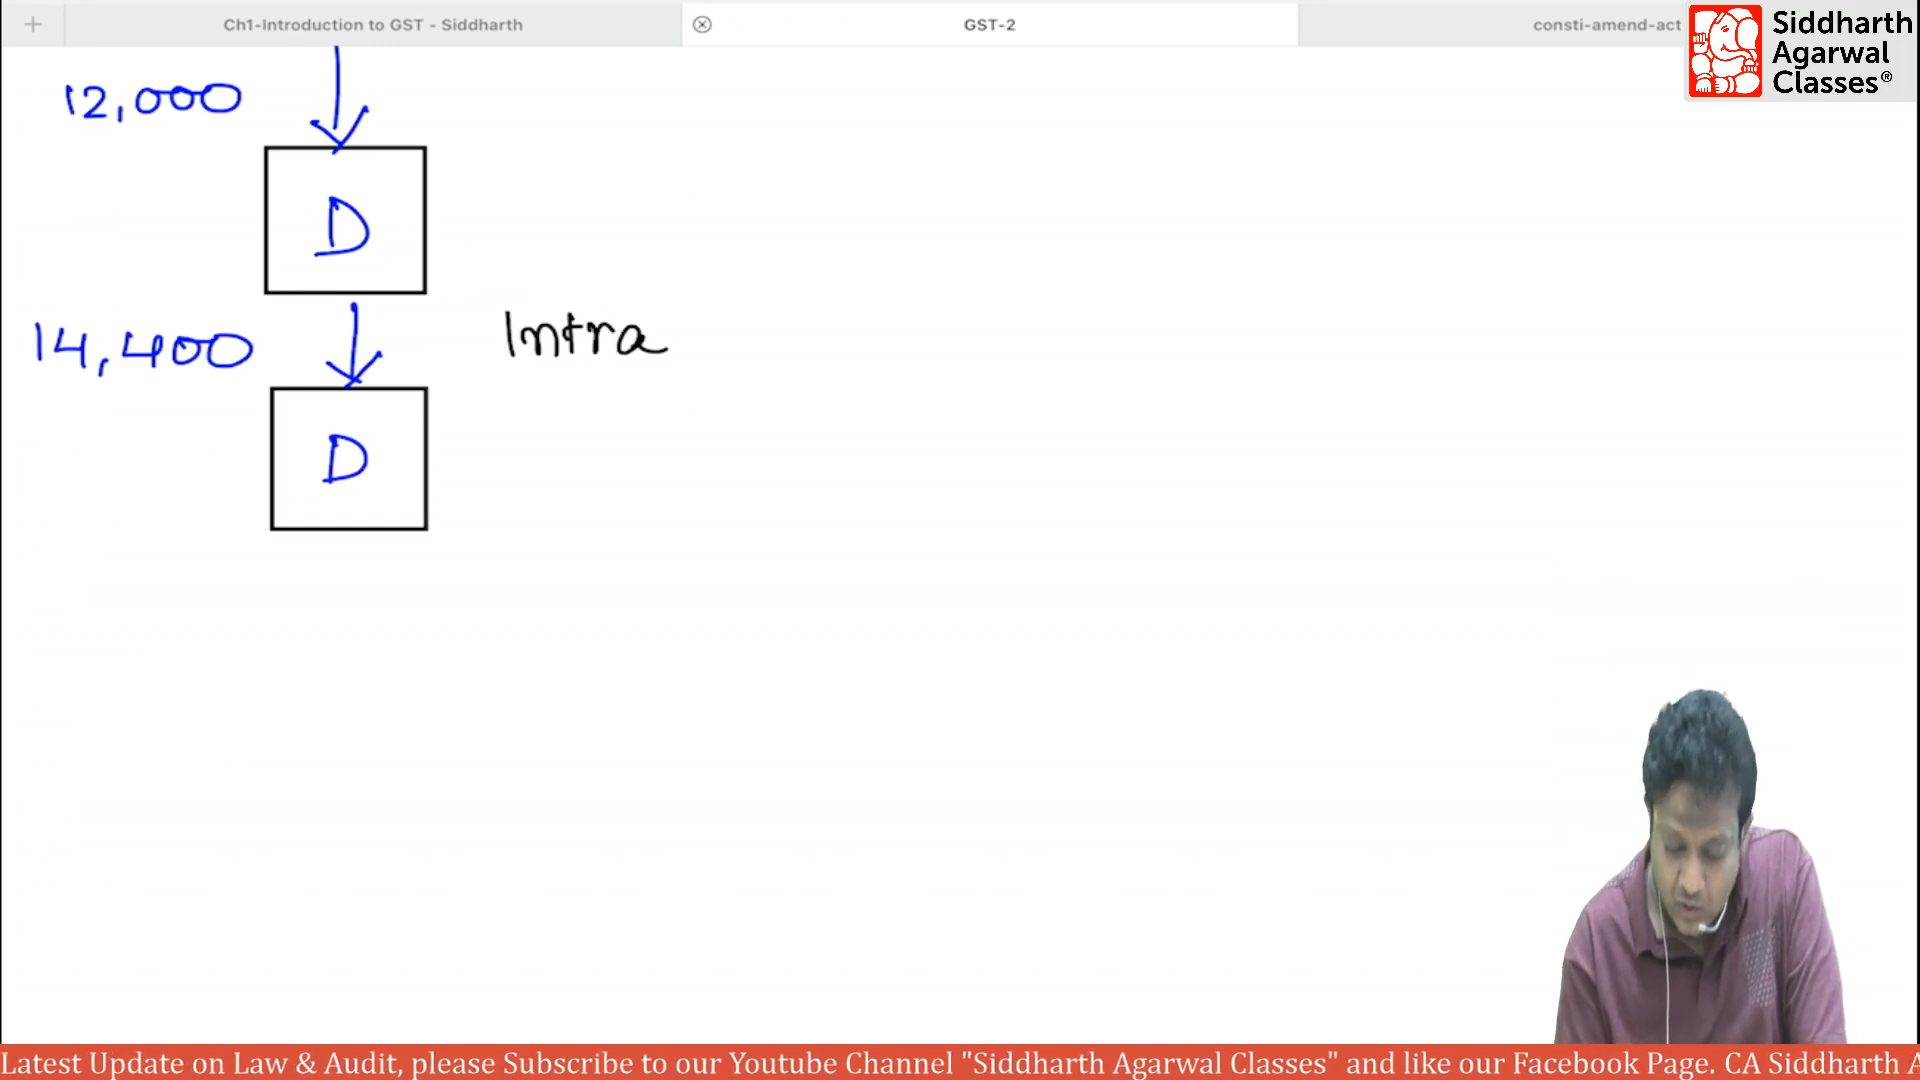 Ch1-Introduction to GST - Siddharth
GST-2
consti-amend-act
Siddharth
Agarwal
Classes®
12,000
D
14,400
Intra
D
Latest Update on Law & Audit, please Subscribe to our Youtube Channel "Siddharth Agarwal Classes" and like our Facebook Page. CA Siddharth A